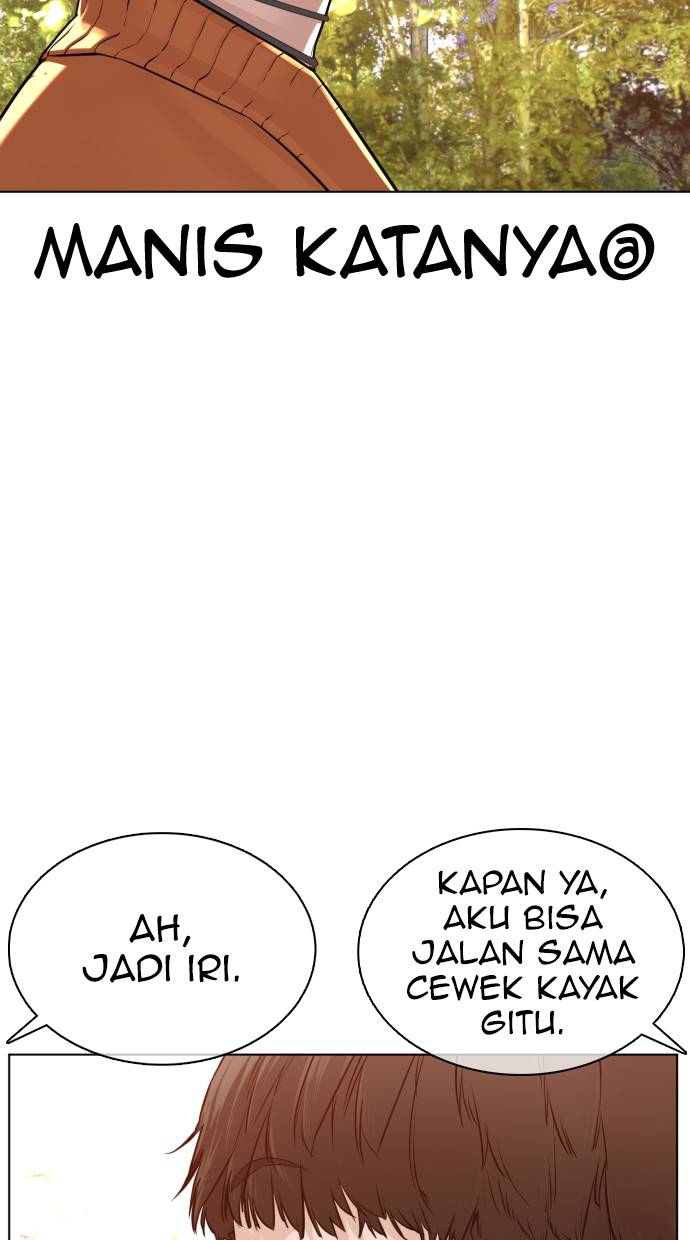 MANIS KATANYA@
AH,
JADI IRI.
KAPAN YA,
AKU BISA
JALAN SAMA
CEWEK KAYAK
GITU.